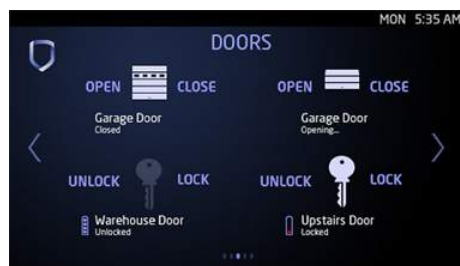 MON 5:35 AM
DOORS
OPEN CLOSE
Garage Door
Closed
OPEN CLOSE
Garage Door
Opening...
UNLOCK LOCK
Warehouse Door
Unlocked
UNLOCK LOCK
Upstairs Door
Locked